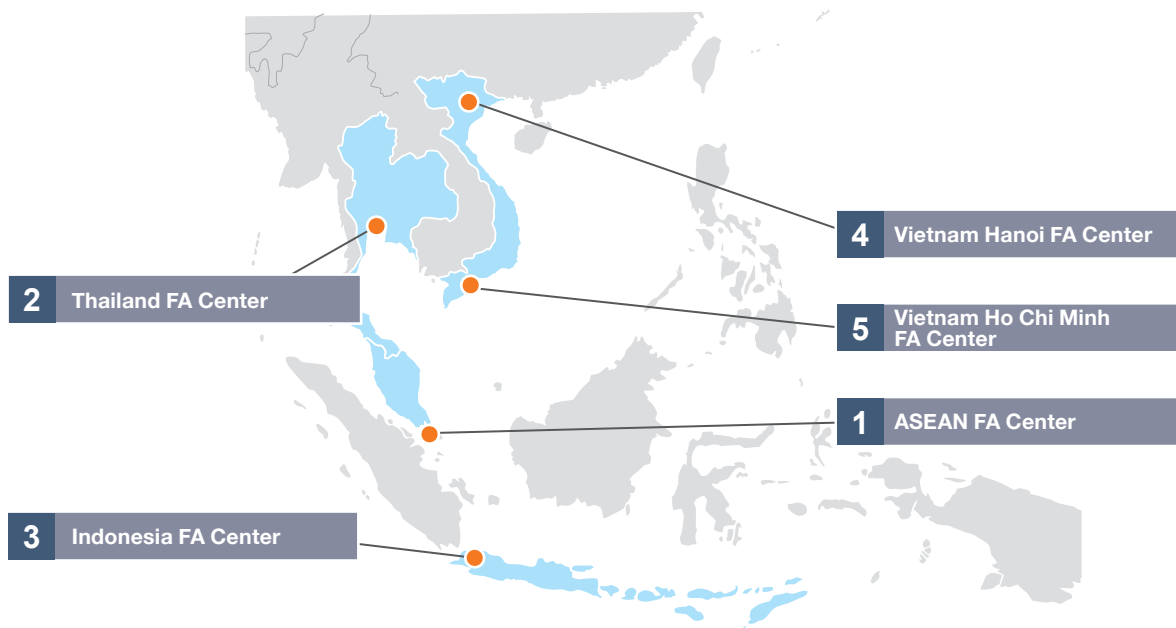 4 Vietnam Hanoi FA Center
2 Thailand FA Center
5 Vietnam Ho Chi Minh
FA Center
1 ASEAN FA Center
3 Indonesia FA Center